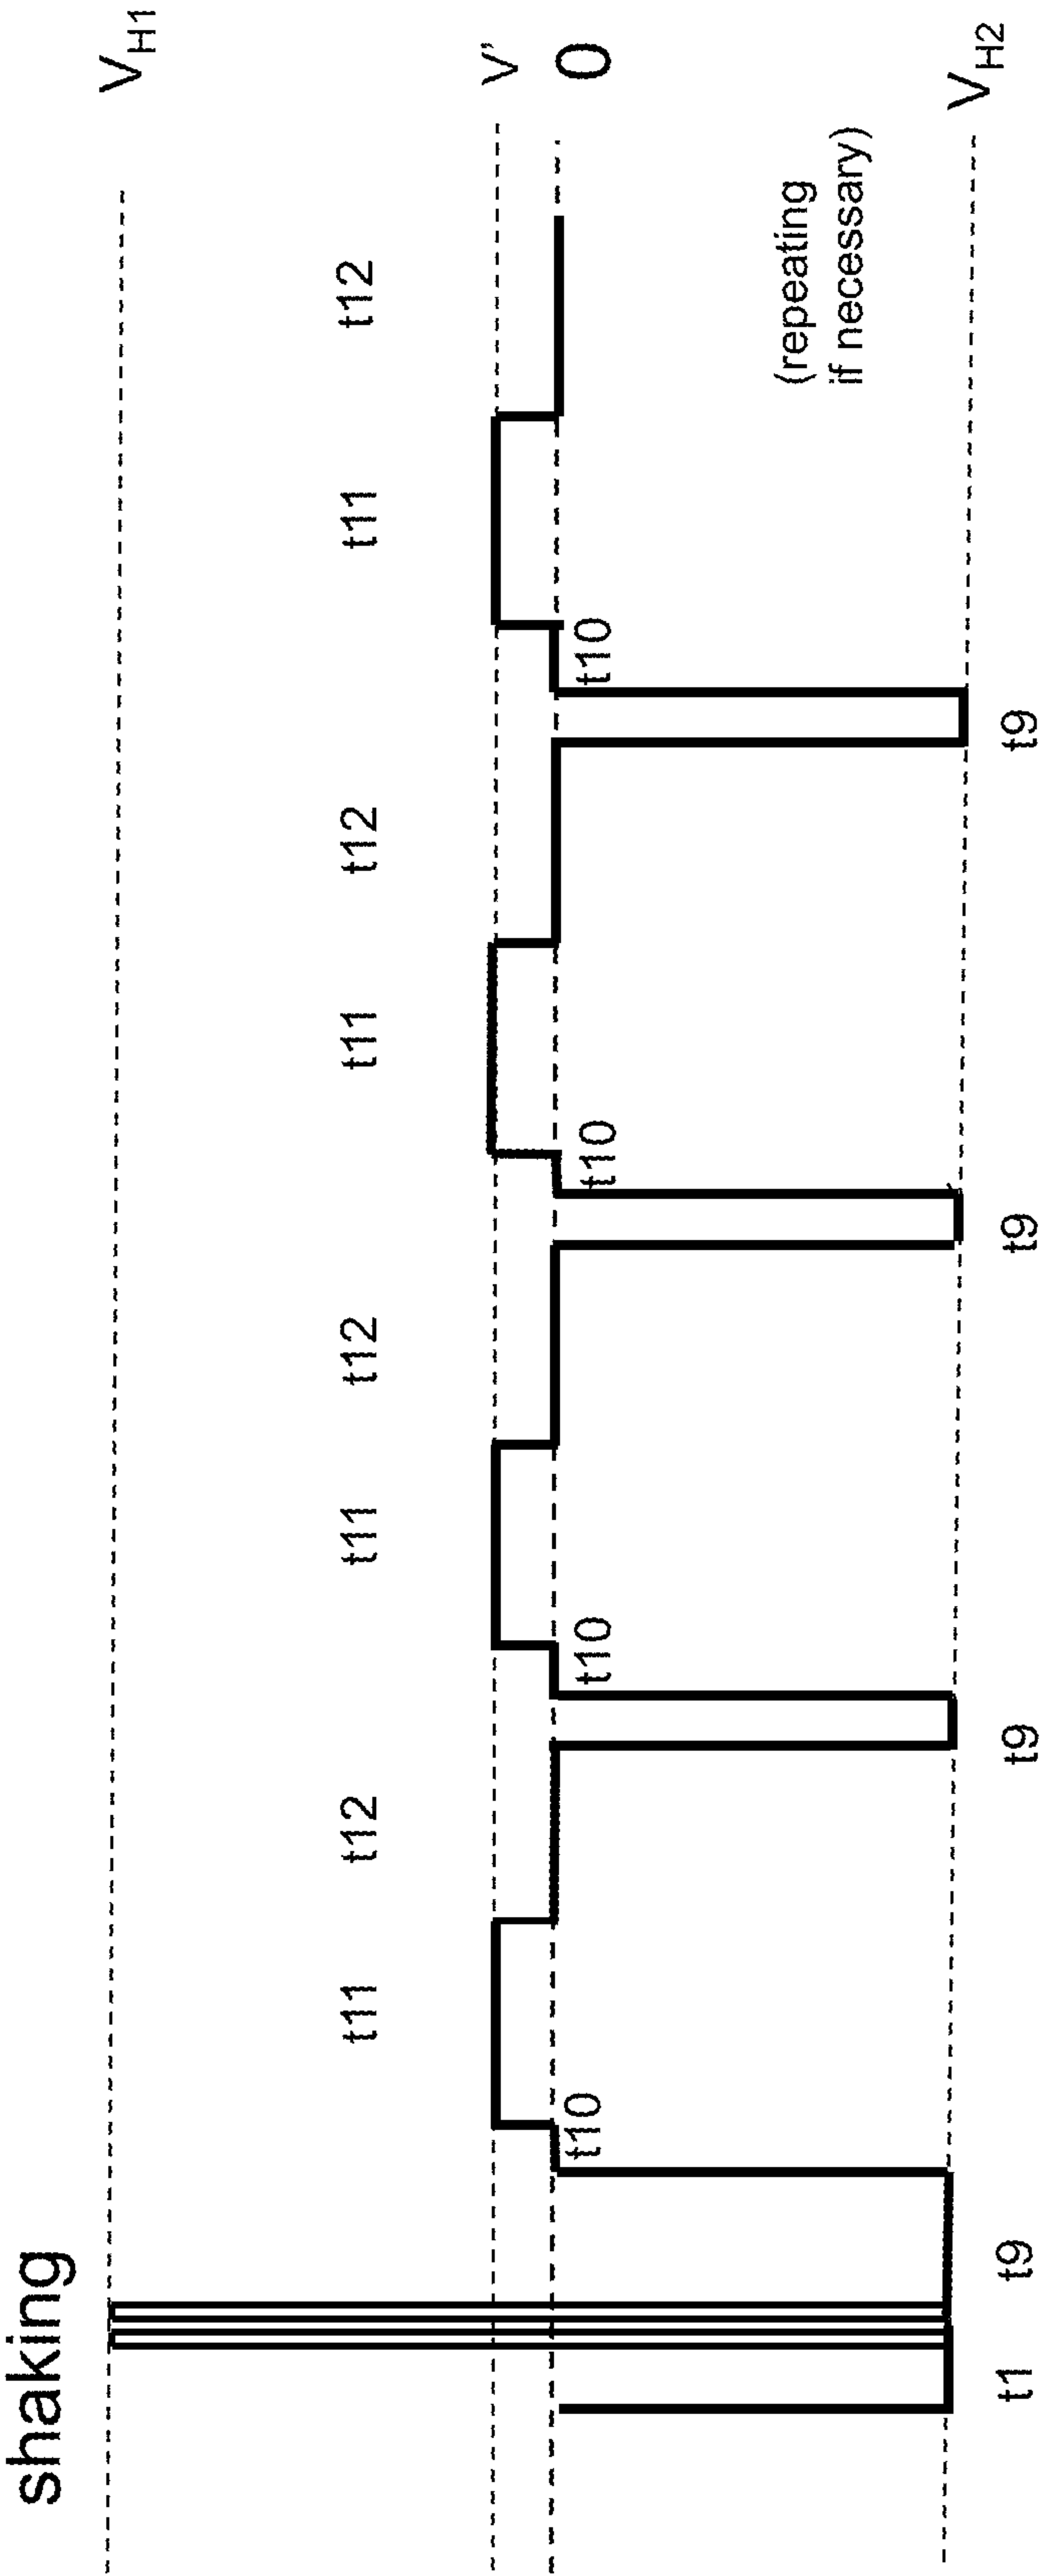 shaking
V_H1
t11 t12 t11 t12 t11 t12 t11 t12
V'
0
t10 t10 t10 t10
(repeating
if necessary)
V_H2
t1 t9 t9 t9 t9